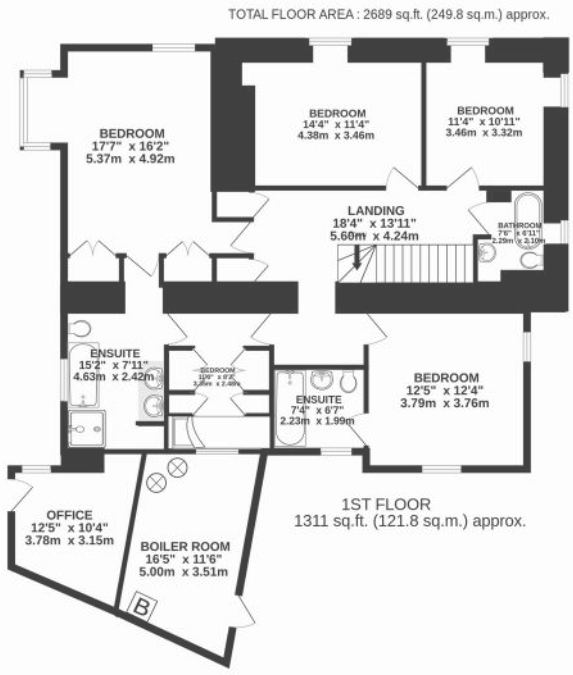 TOTAL FLOOR AREA : 2689 sq.ft. (249.8 sq.m.) approx.
BEDROOM
17'7" x 16'2"
5.37m x 4.92m
BEDROOM
14'4" x 11'4"
4.38m x 3.46m
BEDROOM
11'4" x 10'11"
3.46m x 3.32m
LANDING
18'4" x 13'11"
5.60m x 4.24m
BATHROOM
7'6" x 6'11"
2.29m x 2.10m
ENSUITE
15'2" x 7'11"
4.63m x 2.42m
BEDROOM
ENSUITE
7'4" x 6'7"
2.23m x 1.99m
BEDROOM
12'5" x 12'4"
3.79m x 3.76m
OFFICE
12'5" x 10'4"
3.78m x 3.15m
BOILER ROOM
16'5" x 11'6"
5.00m x 3.51m
B
1ST FLOOR
1311 sq.ft. (121.8 sq.m.) approx.